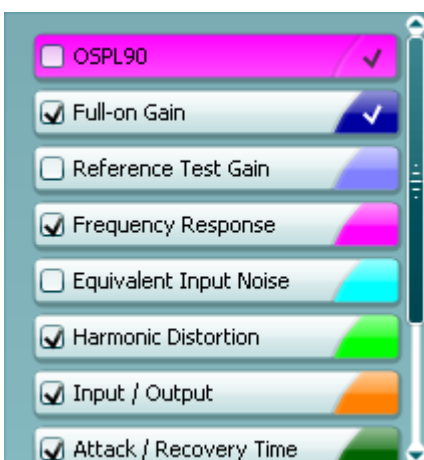 OSPL90
Full-on Gain
Reference Test Gain
Frequency Response
Equivalent Input Noise
Harmonic Distortion
Input / Output
Attack / Recovery Time